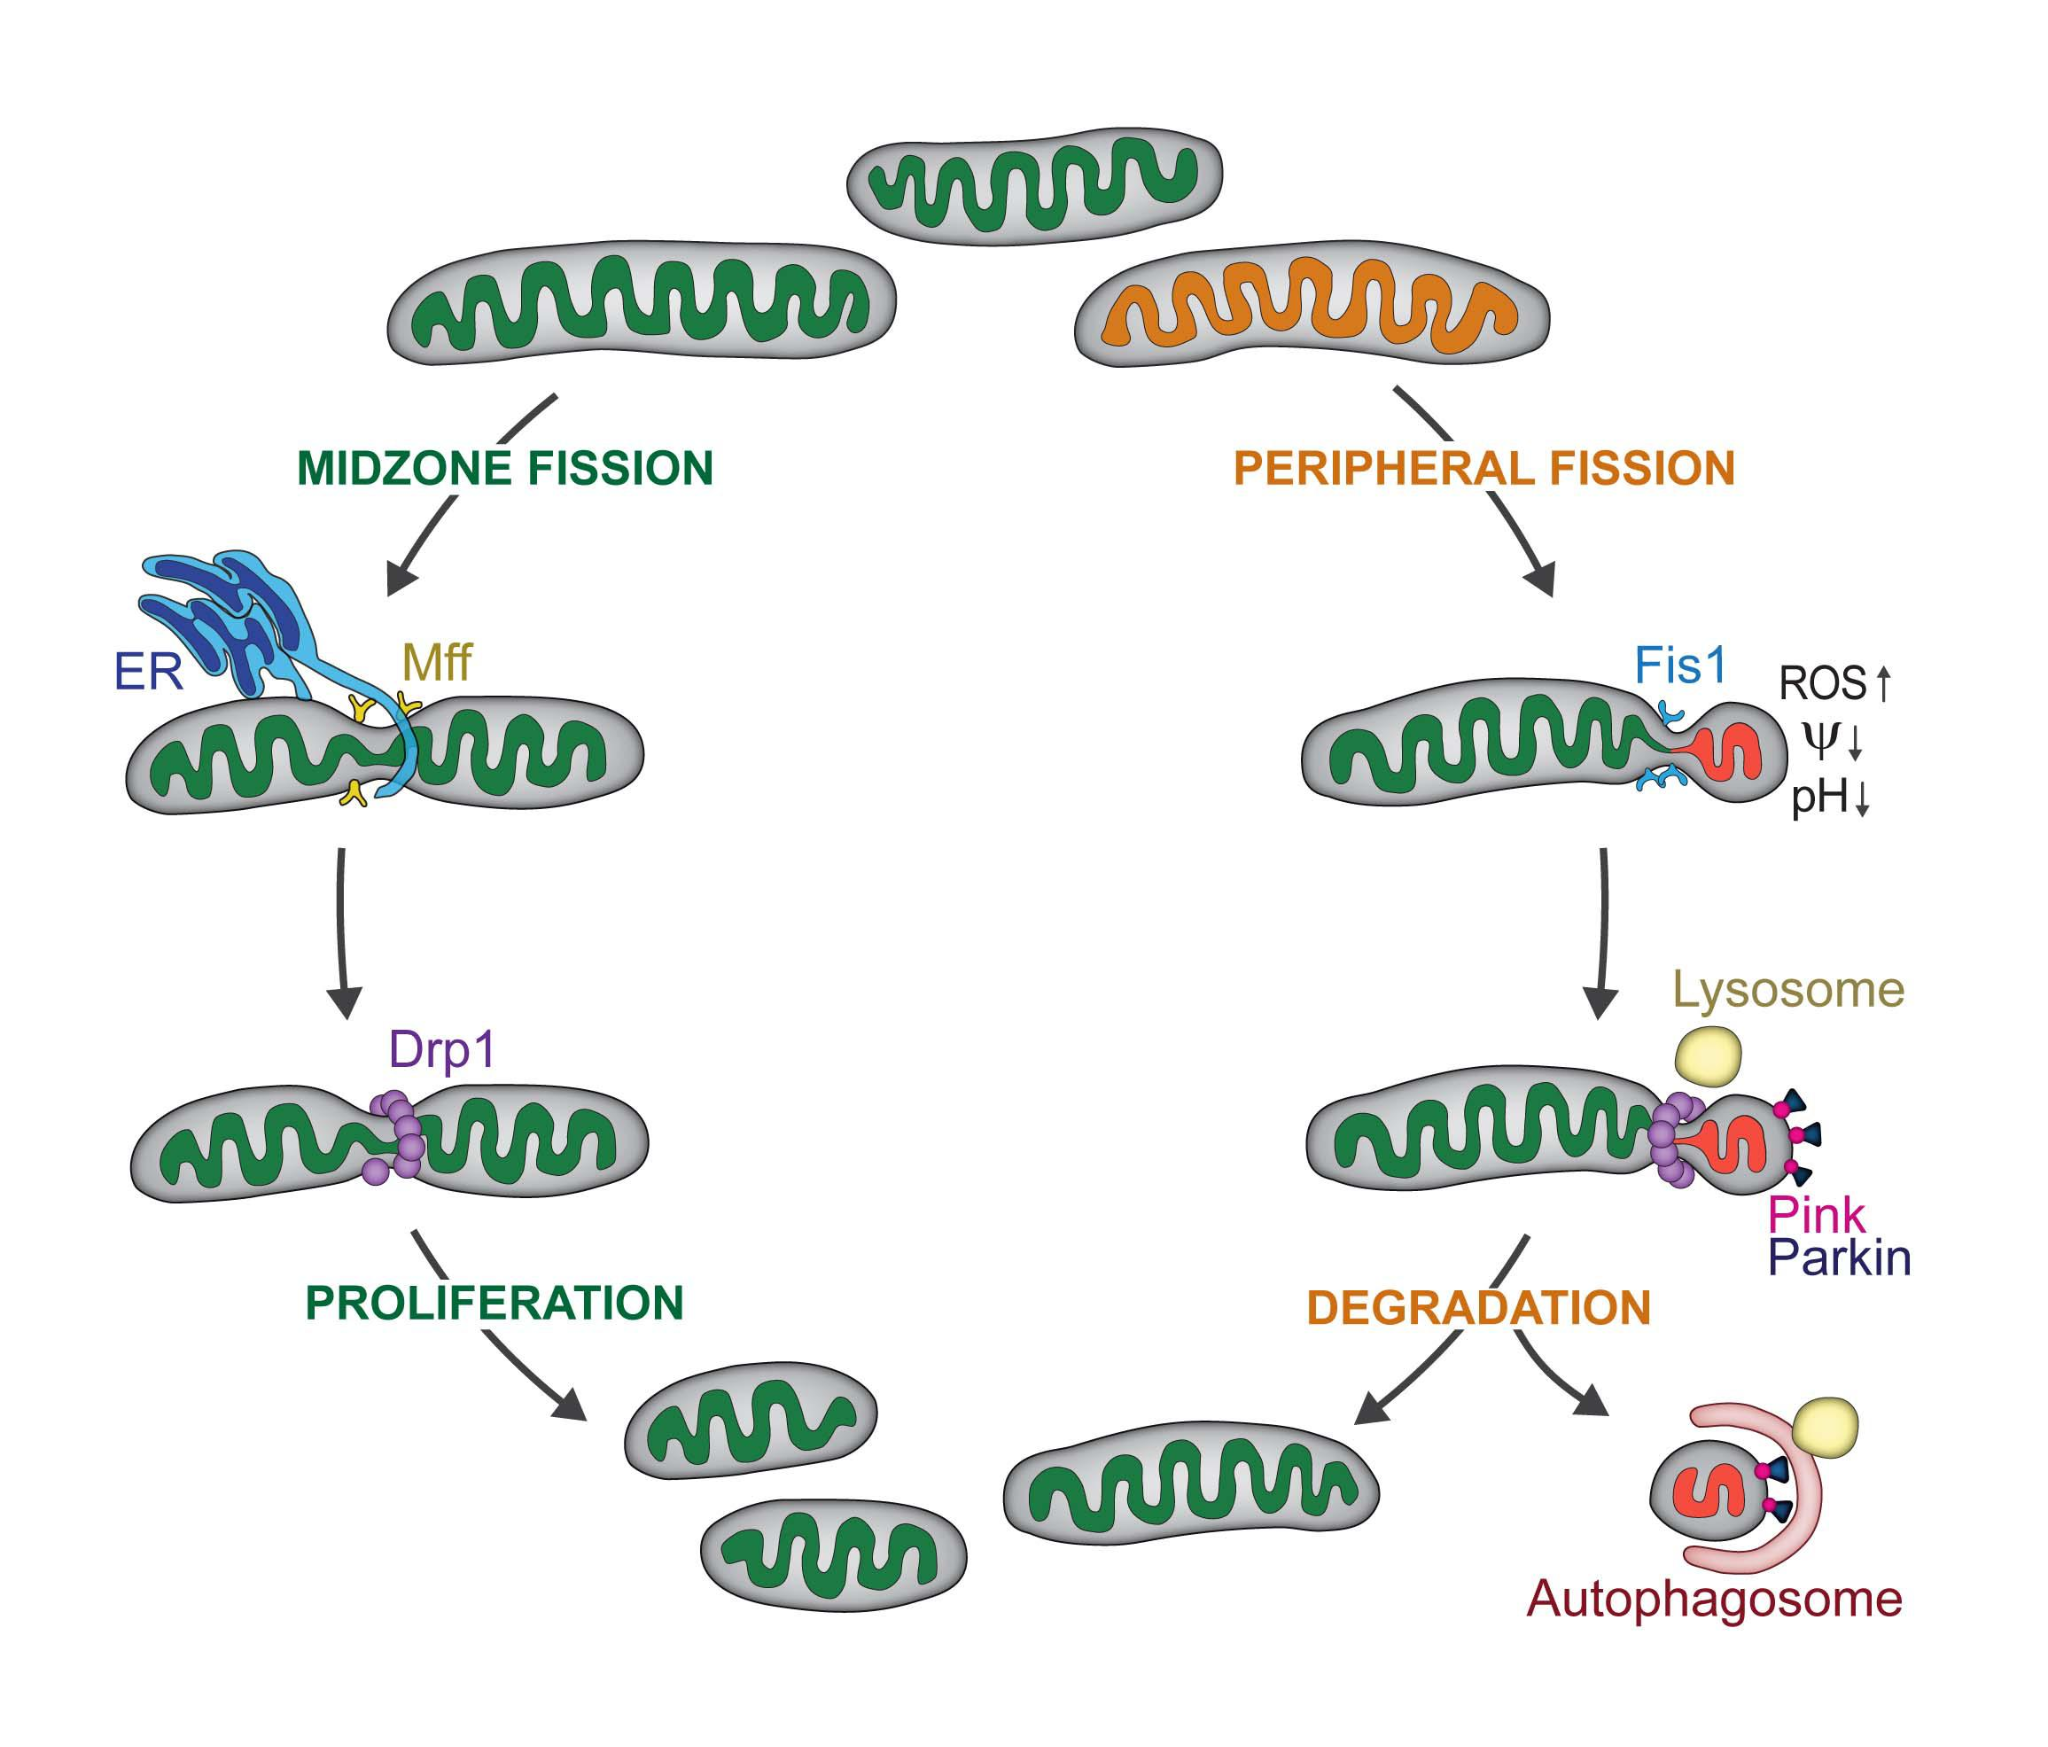 MIDZONE FISSION
PERIPHERAL FISSION
ER
Mff
Fis1
ROS↑
Ψ↓
pH↓
Drp1
Lysosome
Pink
Parkin
PROLIFERATION
DEGRADATION
Autophagosome